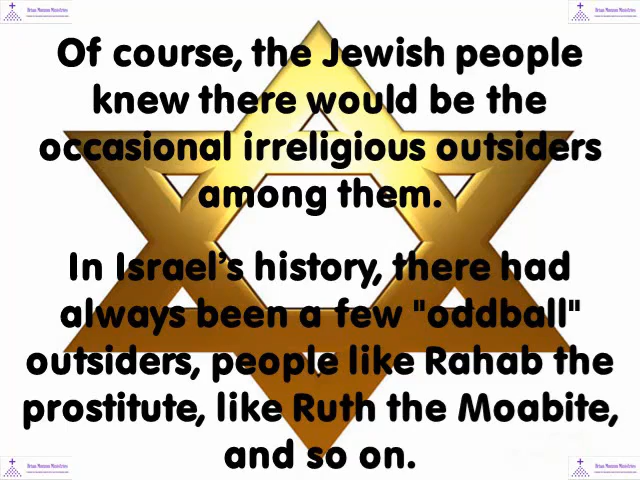 Of course, the Jewish people
knew there would be the
occasional irreligious outsiders
among them.
In Israel's history, there had
always been a few "oddball"
outsiders, people like Rahab the
prostitute, like Ruth the Moabite,
and so on.